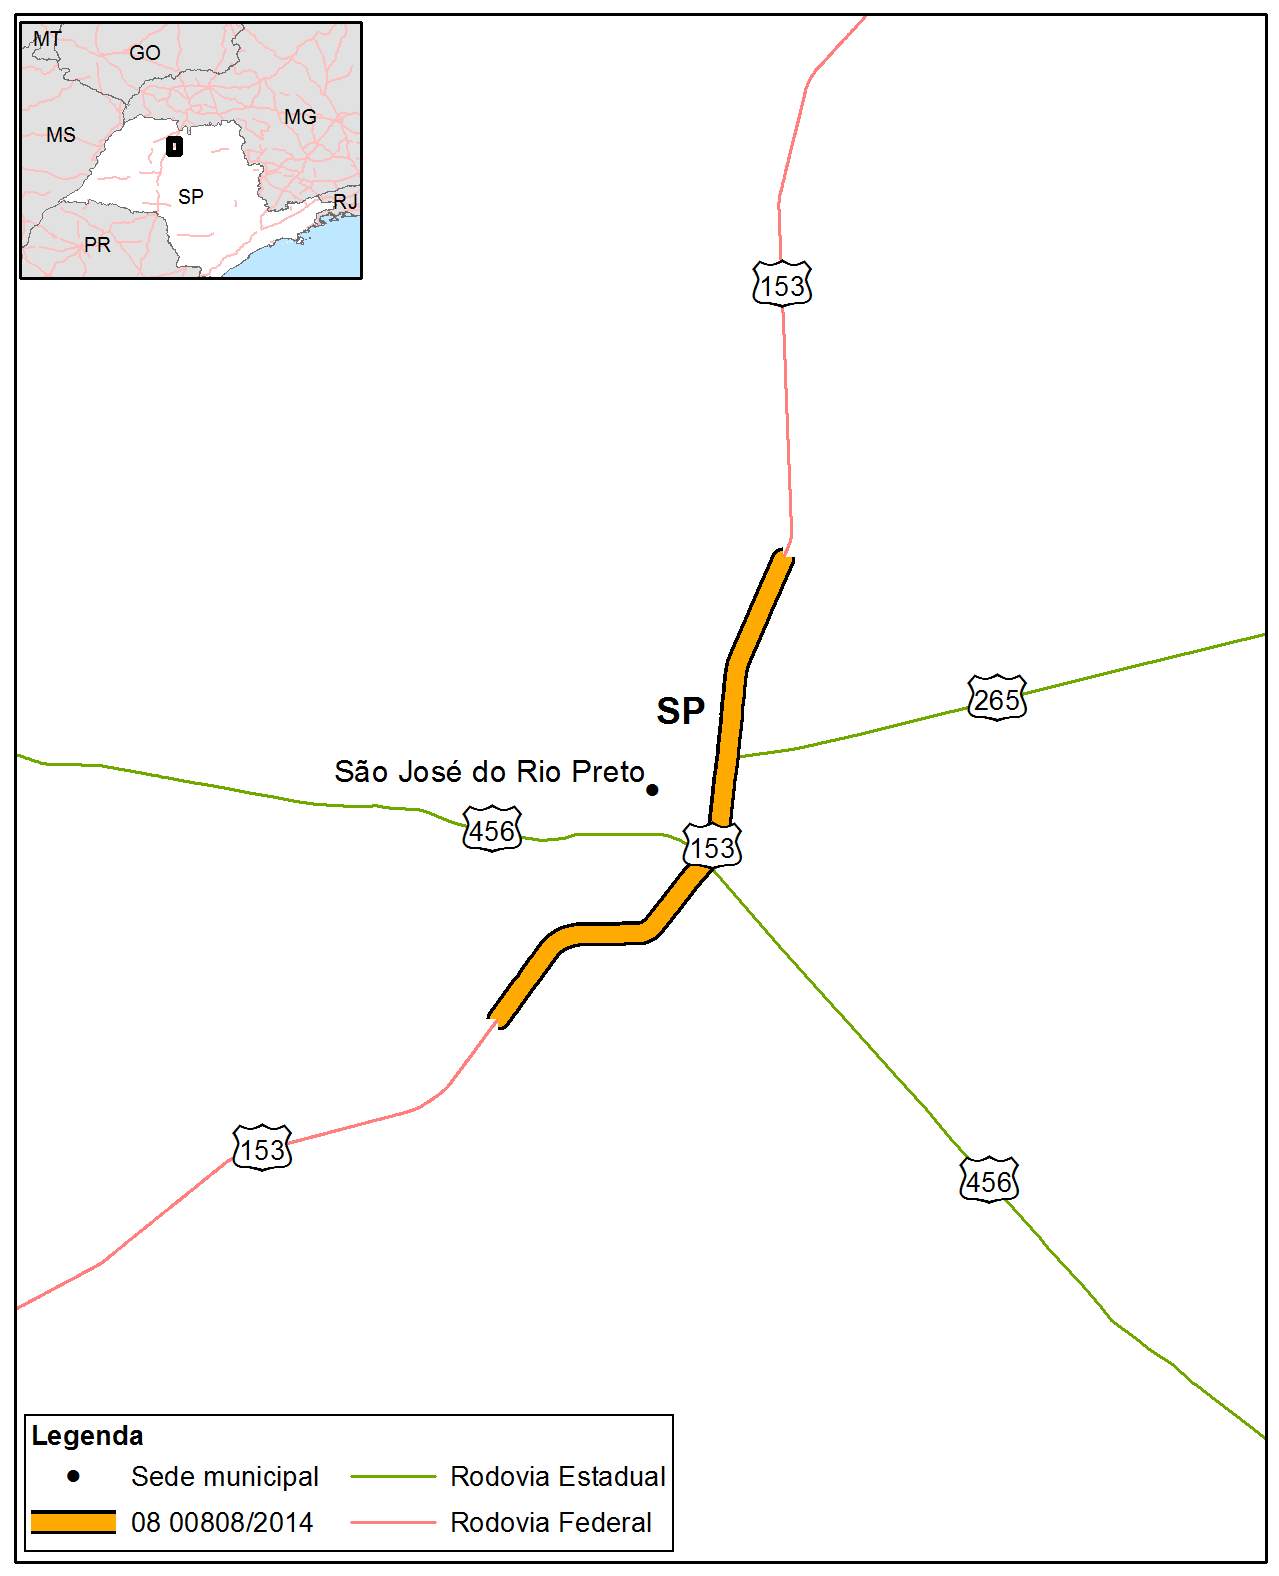 MT
GO
MG
MS
SP
RJ
PR
153
265
SP
São José do Rio Preto
456
153
153
456
Legenda
Sede municipal
Rodovia Estadual
08 00808/2014
Rodovia Federal